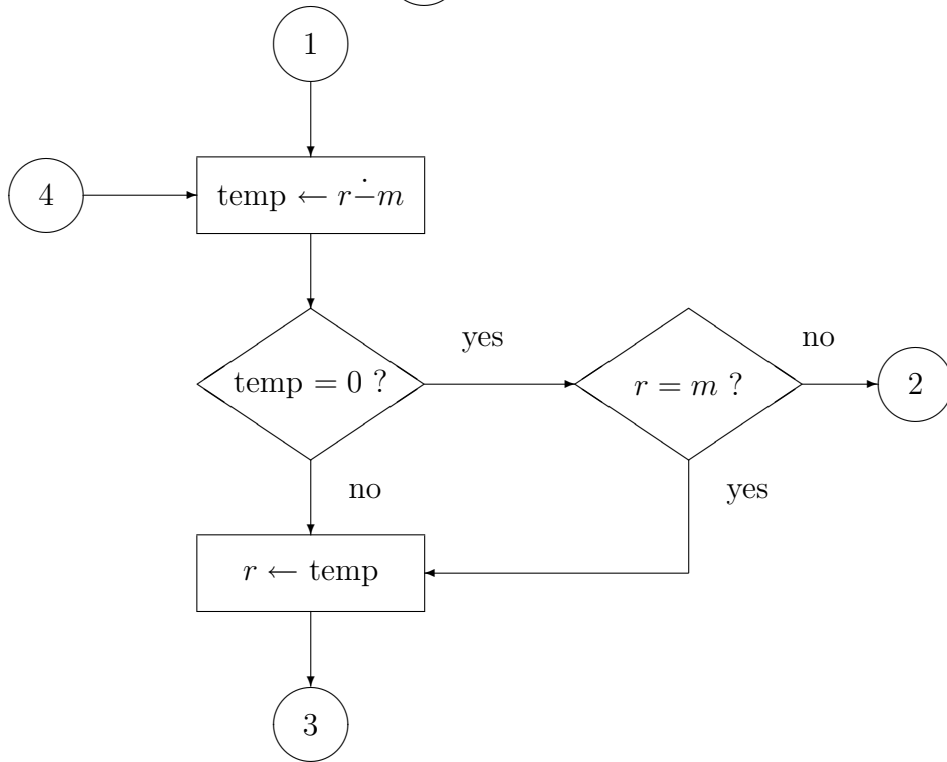 1
4
temp ← r ∸ m
yes
no
temp = 0 ?
r = m ?
2
no
yes
r ← temp
3